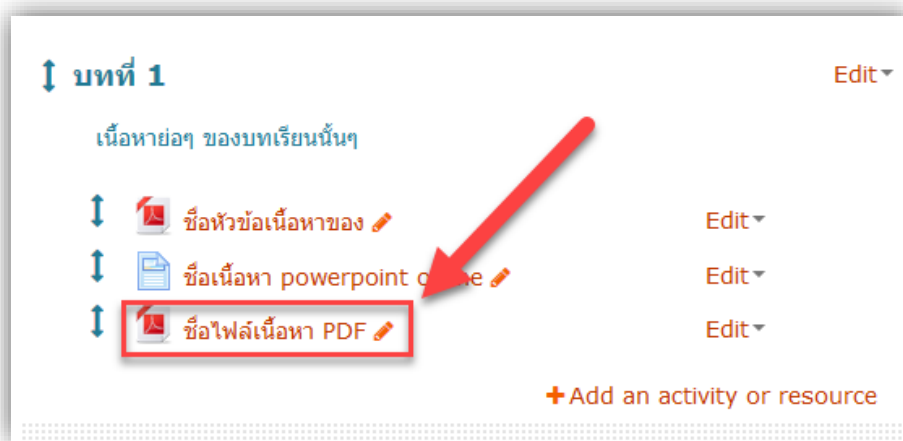 บทที่ 1 Edit
เนื้อหาย่อๆ ของบทเรียนนั้นๆ
ชื่อหัวข้อเนื้อหาของ Edit
ชื่อเนื้อหา powerpoint Edit
ชื่อไฟล์เนื้อหา PDF Edit
+Add an activity or resource